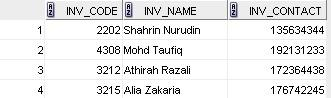 INV_CODE INV_NAME INV_CONTACT
1 2202 Shahrin Nurudin 135634344
2 4308 Mohd Taufiq 192131233
3 3212 Athirah Razali 172364438
4 3215 Alia Zakaria 176742245